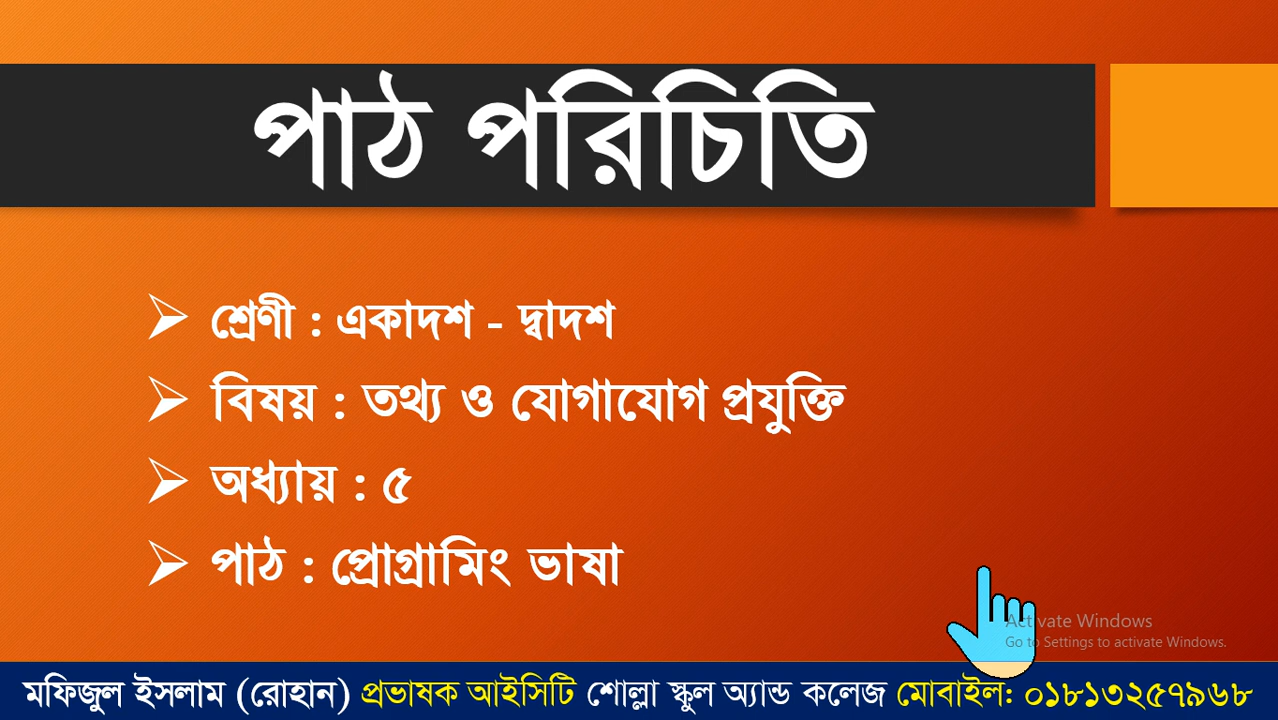 পাঠ পরিচিতি
➢ শ্রেণী : একাদশ - দ্বাদশ
➢ বিষয় : তথ্য ও যোগাযোগ প্রযুক্তি
➢ অধ্যায় : ৫
➢ পাঠ : প্রোগ্রামিং ভাষা
Activate Windows
Go to Settings to activate Windows.
মফিজুল ইসলাম (রোহান) প্রভাষক আইসিটি শোল্লা স্কুল অ্যান্ড কলেজ মোবাইল: ০১৮১৩২৫৭৯৬৮